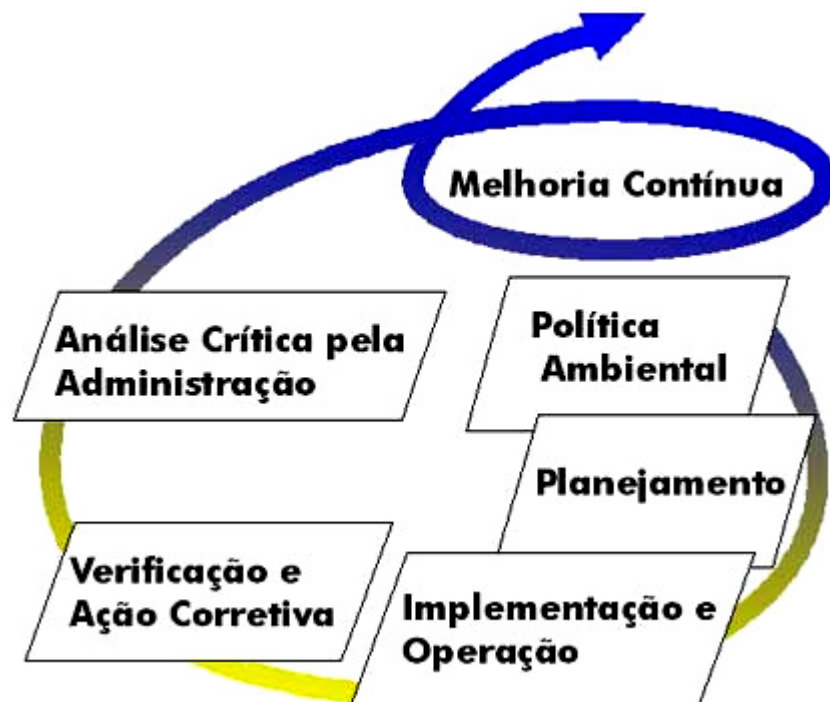 Melhoria Contínua
Política
Ambiental
Planejamento
Implementação e
Operação
Verificação e
Ação Corretiva
Análise Crítica pela
Administração